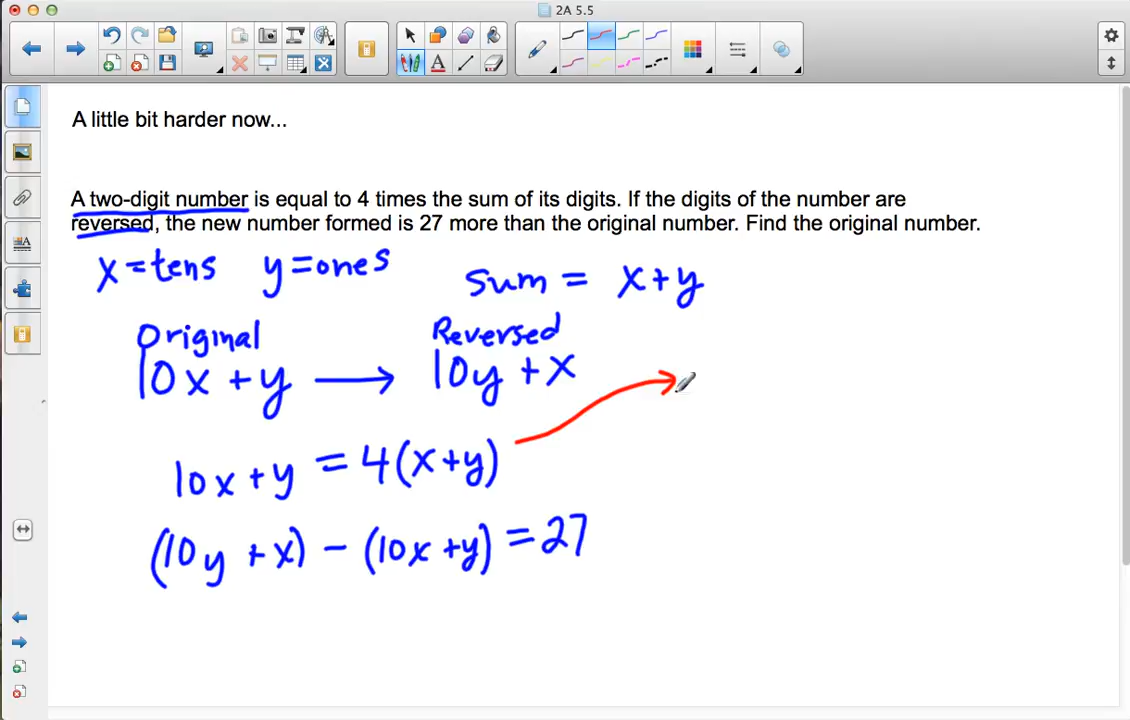 2A 5.5
A little bit harder now...
A two-digit number is equal to 4 times the sum of its digits. If the digits of the number are
reversed, the new number formed is 27 more than the original number. Find the original number.
x=tens y=ones sum = x+y
Original Reversed
10x+y → 10y+x
10x+y = 4(x+y)
(10y+x) - (10x+y) = 27